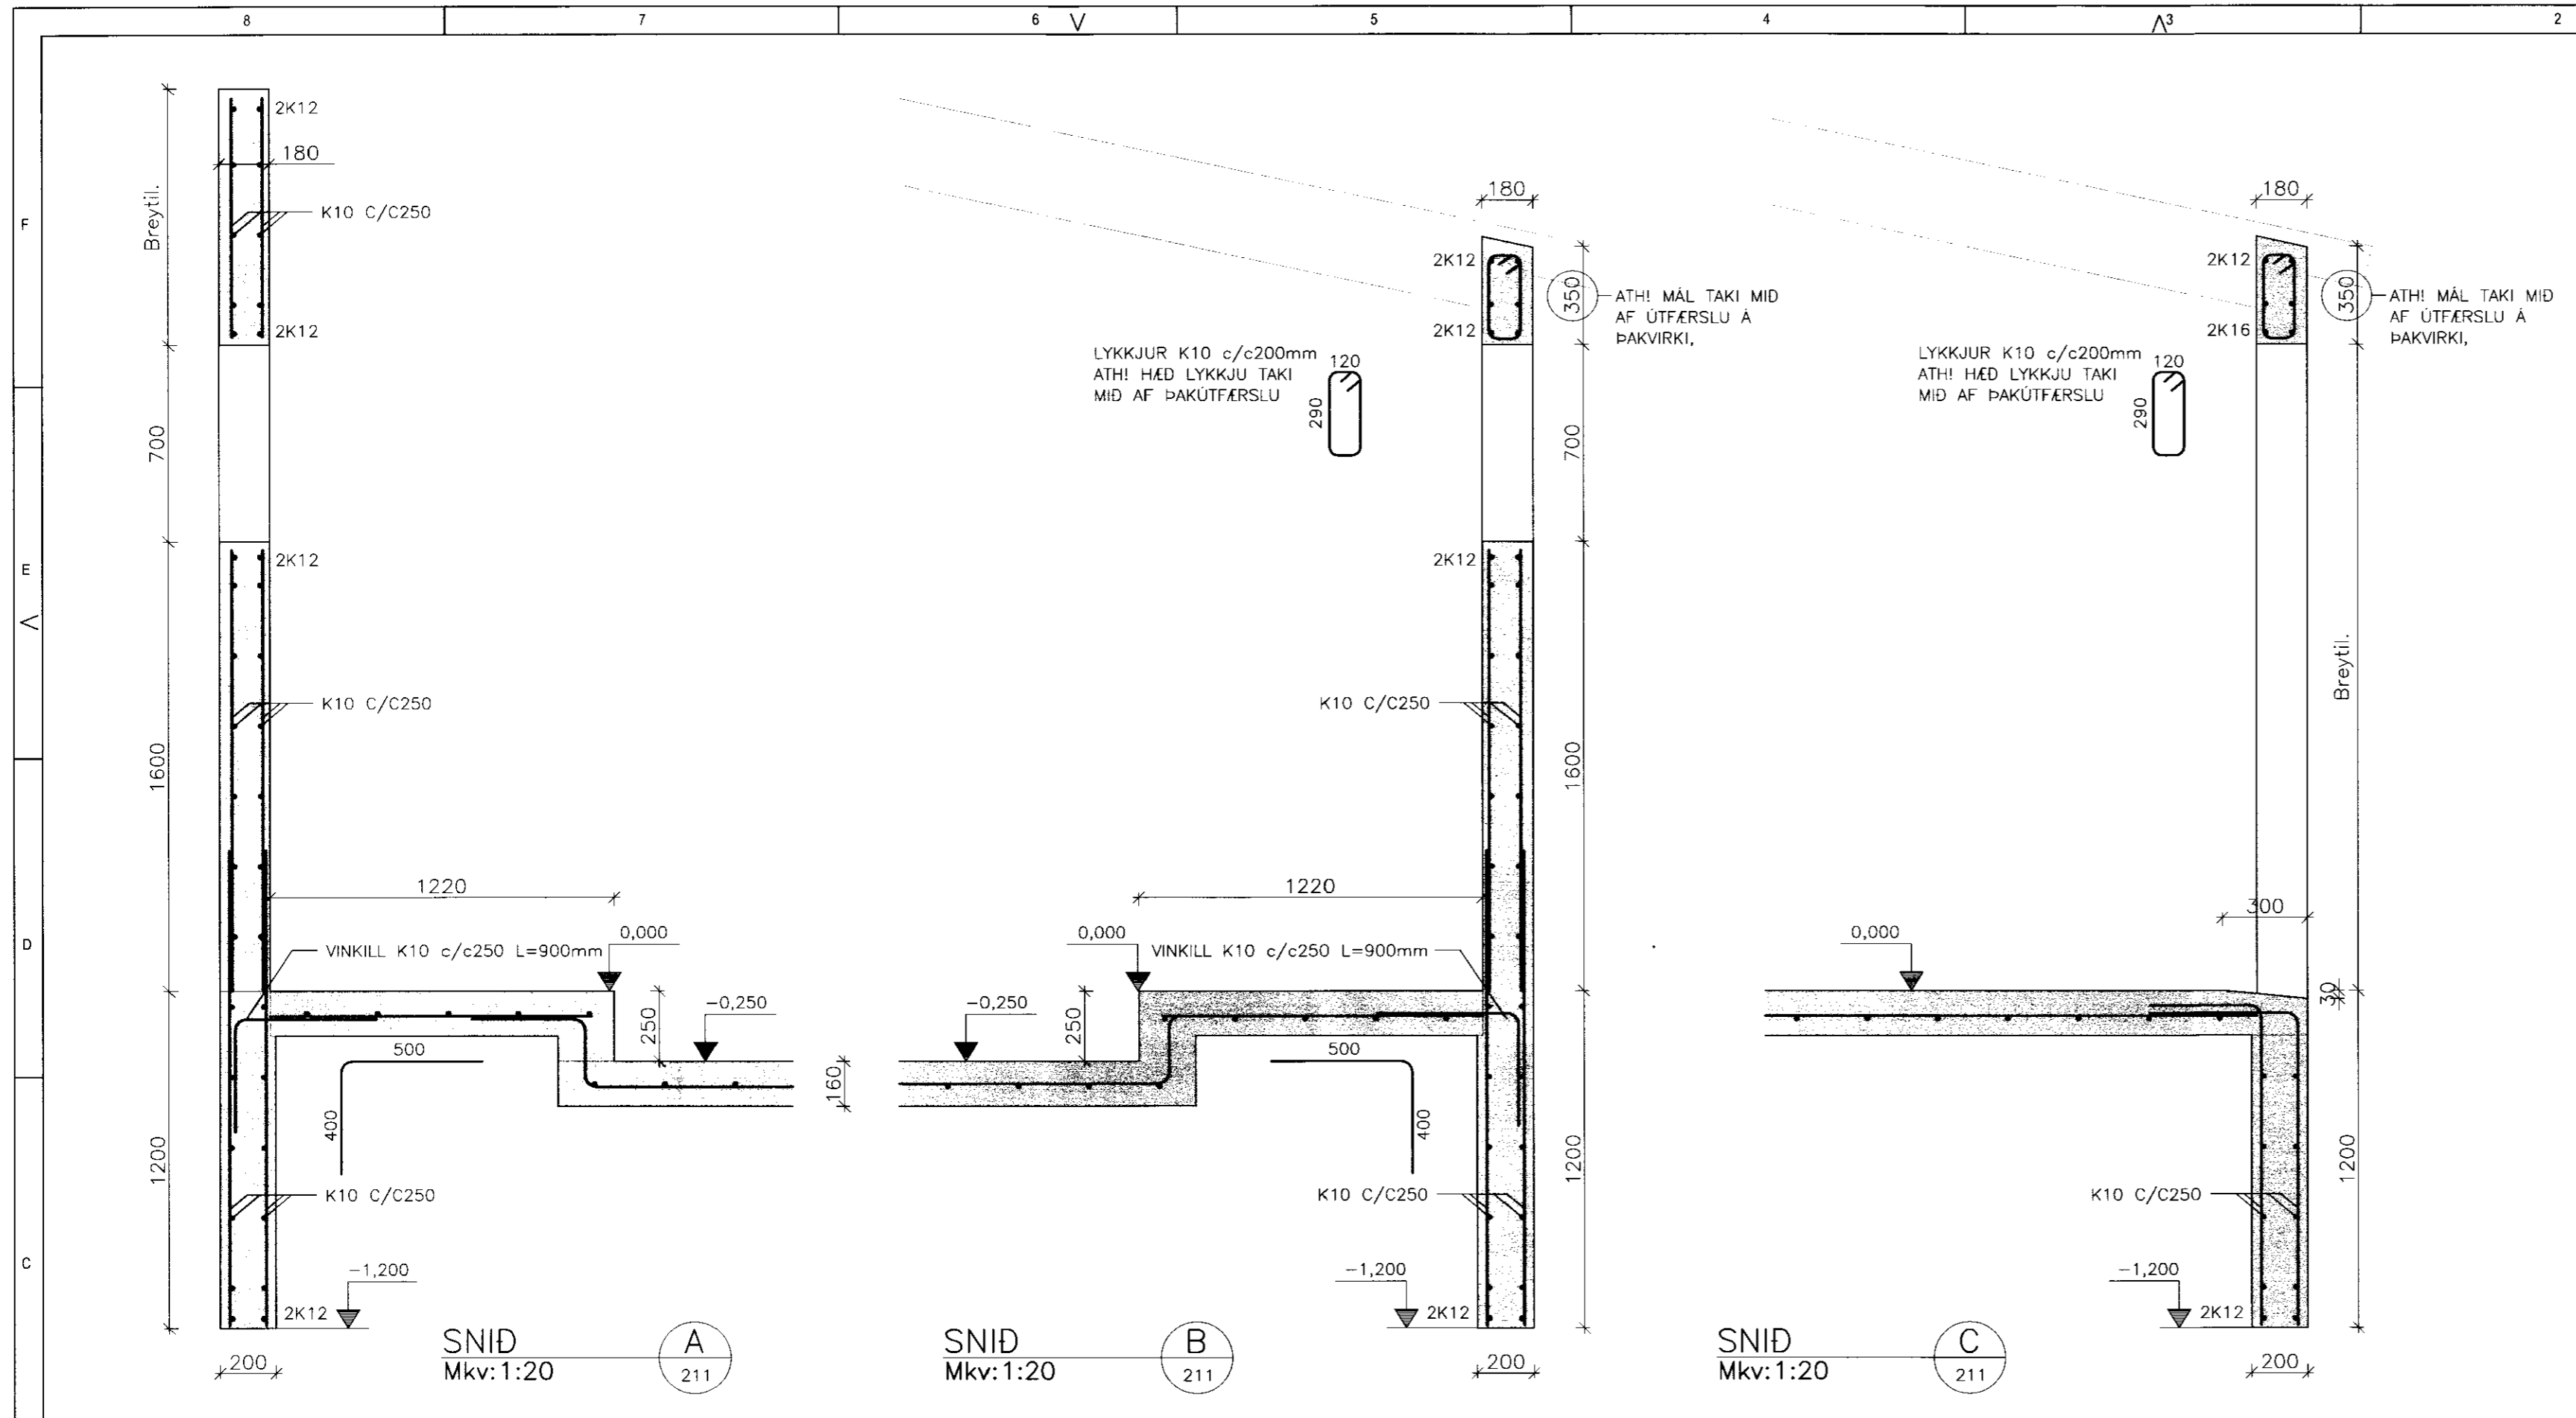 8
7
6
5
4
3
2
F
E
D
C
2K12
180
K10 C/C250
Breytil.
2K12
700
2K12
K10 C/C250
1600
1220
0,000
VINKILL K10 c/c250 L=900mm
-0,250
250
500
400
160
1200
K10 C/C250
-1,200
2K12
200
SNIÐ
Mkv:1:20
A
211
180
2K12
350
ATH! MÁL TAKI MIÐ
AF ÚTFÆRSLU Á
ÞAKVIRKI,
2K12
LYKKJUR K10 c/c200mm
ATH! HÆÐ LYKKJU TAKI
MIÐ AF ÞAKÚTFÆRSLU
120
290
700
2K12
K10 C/C250
1600
1220
0,000
VINKILL K10 c/c250 L=900mm
-0,250
250
500
400
1200
K10 C/C250
-1,200
2K12
200
SNIÐ
Mkv:1:20
B
211
180
2K12
350
ATH! MÁL TAKI MIÐ
AF ÚTFÆRSLU Á
ÞAKVIRKI,
2K16
LYKKJUR K10 c/c200mm
ATH! HÆÐ LYKKJU TAKI
MIÐ AF ÞAKÚTFÆRSLU
120
290
Breytil.
300
0,000
30
1200
K10 C/C250
-1,200
2K12
200
SNIÐ
Mkv:1:20
C
211